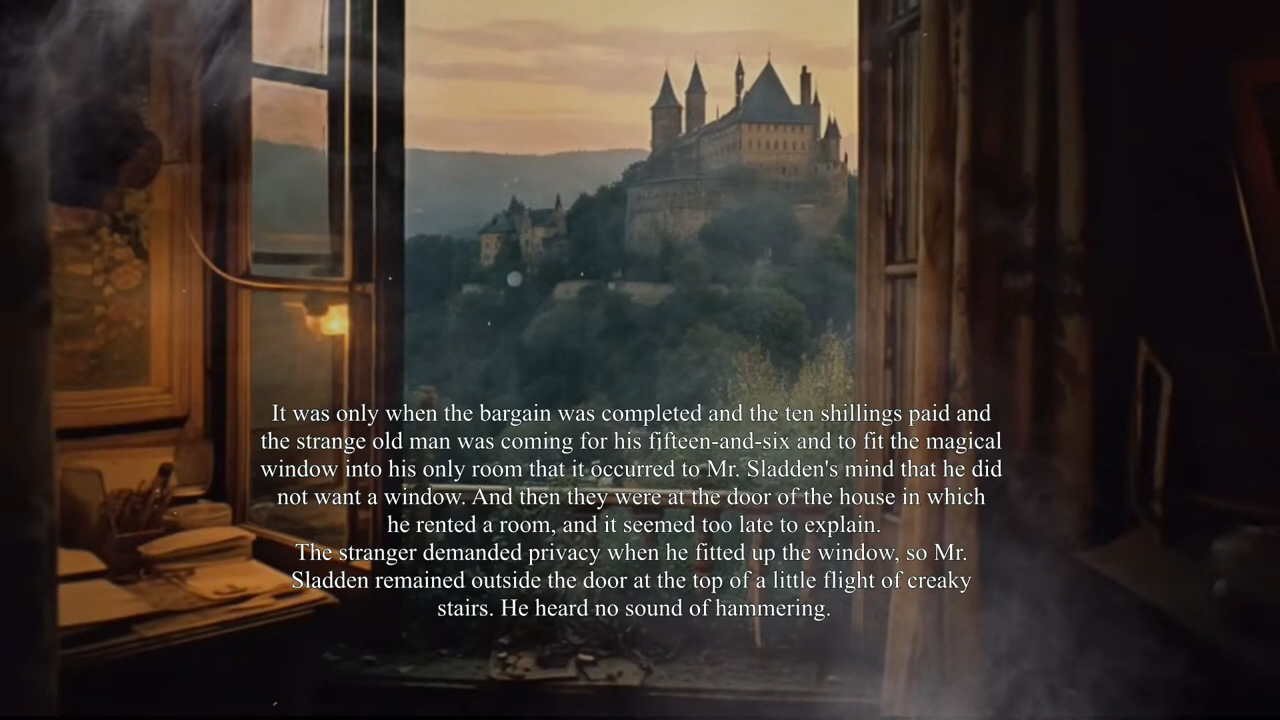 It was only when the bargain was completed and the ten shillings paid and
the strange old man was coming for his fifteen-and-six and to fit the magical
window into his only room that it occurred to Mr. Sladden's mind that he did
not want a window. And then they were at the door of the house in which
he rented a room, and it seemed too late to explain.
The stranger demanded privacy when he fitted up the window, so Mr.
Sladden remained outside the door at the top of a little flight of creaky
stairs. He heard no sound of hammering.